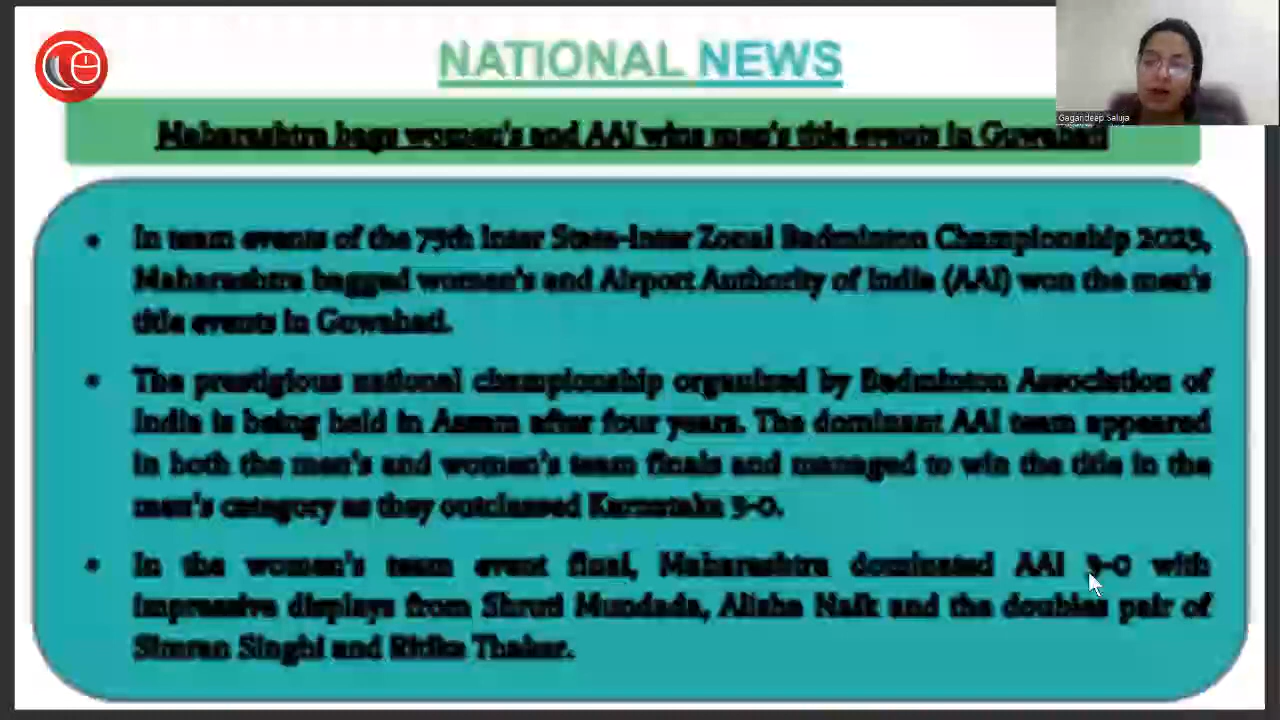 NATIONAL NEWS
Gagandeep Saluja
Maharashtra bags women's and AAI wins men's title events in Guwahati
In team events of the 75th Inter State-Inter Zonal Badminton Championship 2023,
Maharashtra bagged women's and Airport Authority of India (AAI) won the men's
title events in Guwahati.
The prestigious national championship organized by Badminton Association of
India is being held in Assam after four years. The dominant AAI team appeared
in both the men's and women's team finals and managed to win the title in the
men's category as they outclassed Karnataka 3-0.
In the women's team event final, Maharashtra dominated AAI 3-0 with
impressive displays from Shruti Mundada, Alisha Naik and the doubles pair of
Simran Singhi and Ritika Thaker.